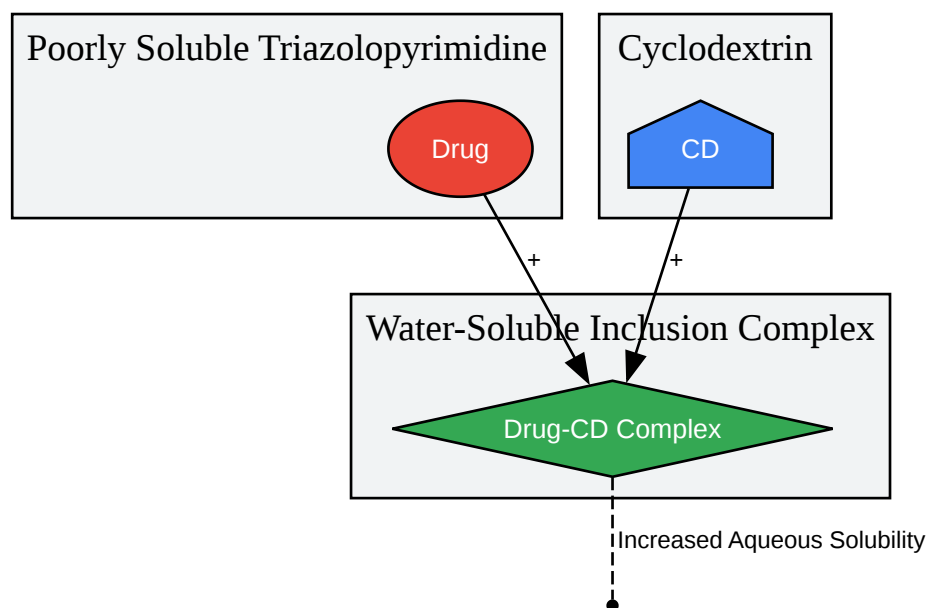 Poorly Soluble Triazolopyrimidine
Cyclodextrin
Drug
CD
+
+
Water-Soluble Inclusion Complex
Drug-CD Complex
Increased Aqueous Solubility